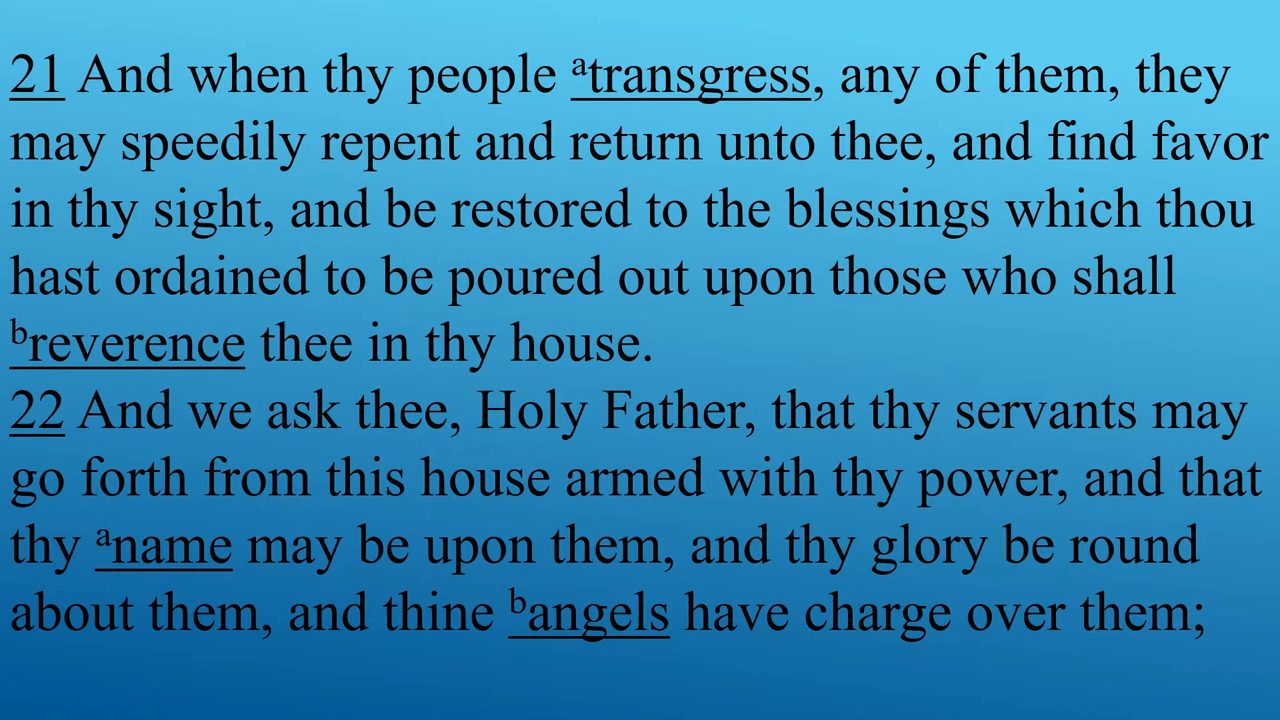 21 And when thy people atransgress, any of them, they
may speedily repent and return unto thee, and find favor
in thy sight, and be restored to the blessings which thou
hast ordained to be poured out upon those who shall
breverence thee in thy house.
22 And we ask thee, Holy Father, that thy servants may
go forth from this house armed with thy power, and that
thy aname may be upon them, and thy glory be round
about them, and thine bangels have charge over them;